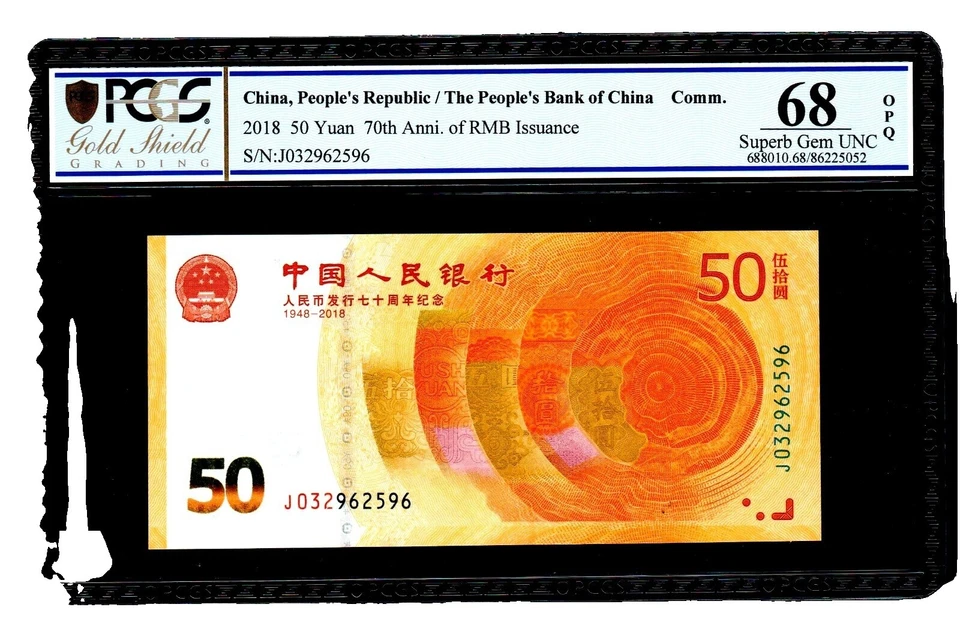 PCGS
Gold Shield
GRADING
China, People's Republic / The People's Bank of China Comm.
2018 50 Yuan 70th Anni. of RMB Issuance
S/N:J032962596
68
Superb Gem UNC
688010.68/86225052
OPQ
中国人民银行
人民币发行七十周年纪念
1948-2018
50
伍拾圆
J032962596
50
J032962596